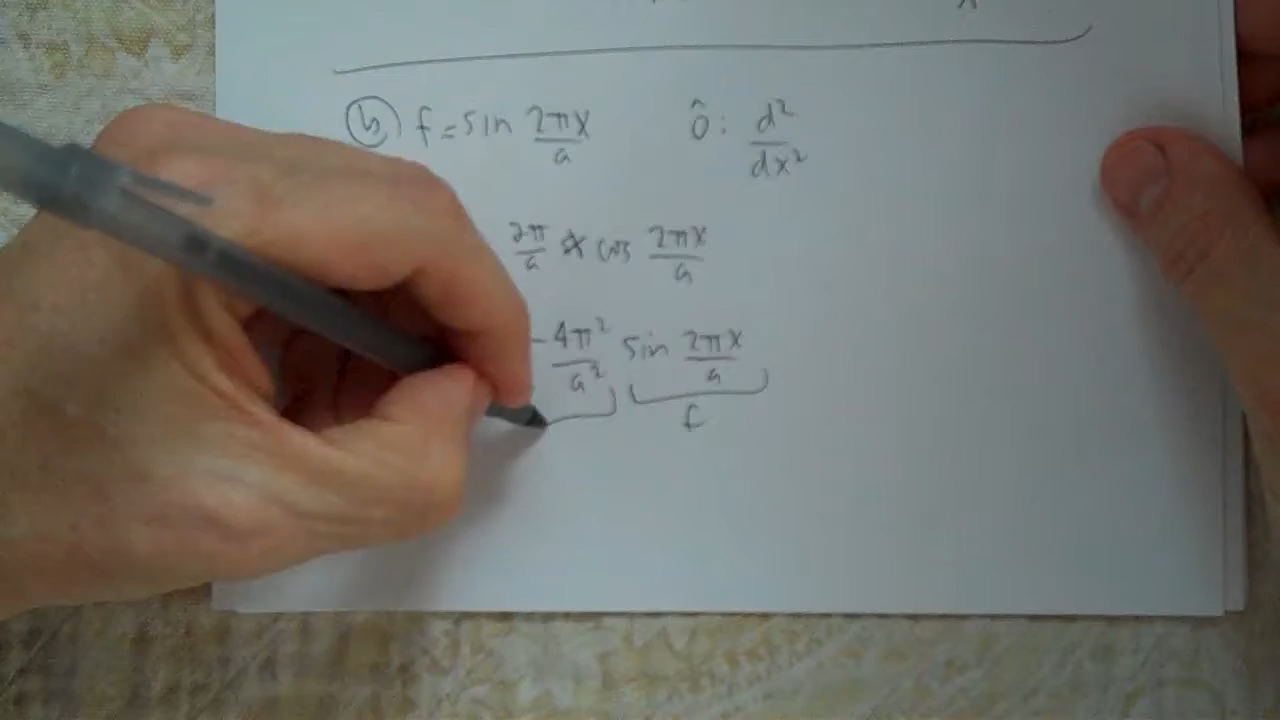 (b) f = sin 2πx/a ô: d²/dx²
2π/a cos 2πx/a
- 4π²/a² sin 2πx/a
f